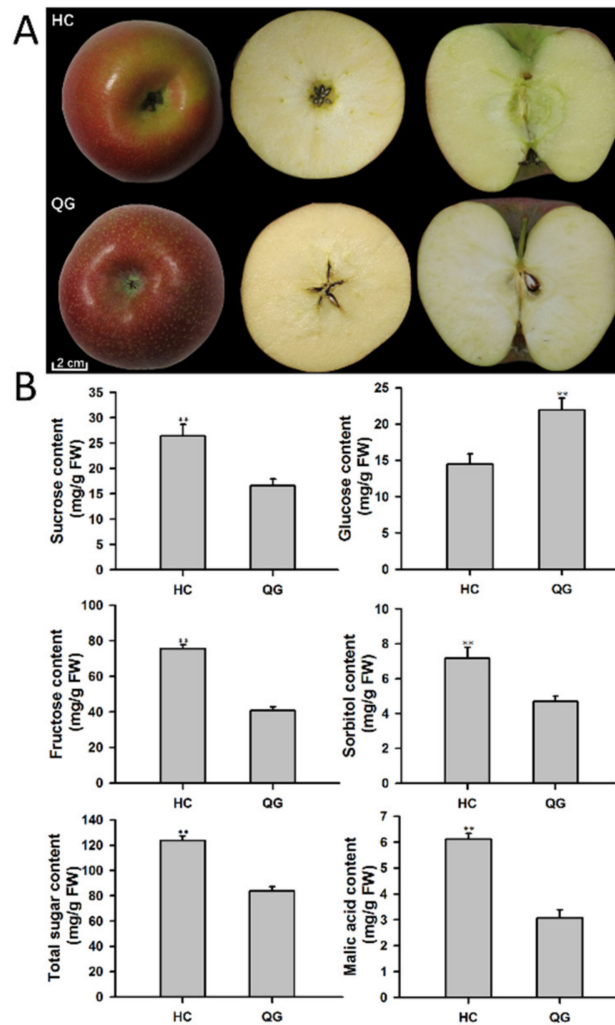 A
HC
QG
2 cm
B
Sucrose content
(mg/g FW)
35
30
25
20
15
10
5
0
**
HC
QG
Glucose content
(mg/g FW)
25
20
15
10
5
0
**
HC
QG
Fructose content
(mg/g FW)
100
80
60
40
20
0
**
HC
QG
Sorbitol content
(mg/g FW)
8
6
4
2
0
**
HC
QG
Total sugar content
(mg/g FW)
140
120
100
80
60
40
20
0
**
HC
QG
Malic acid content
(mg/g FW)
7
6
5
4
3
2
1
0
**
HC
QG